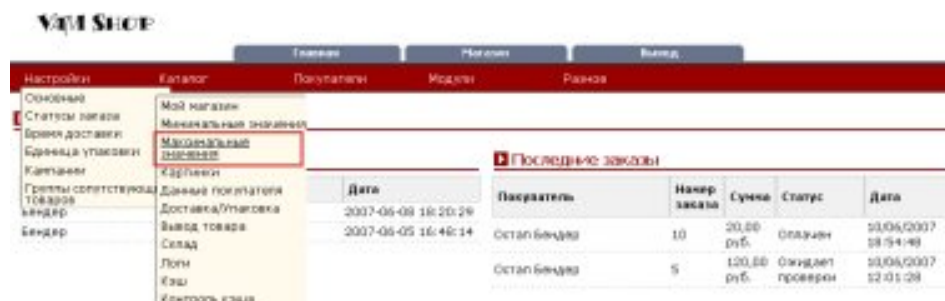 VaM Shop
Главная Магазин Выход
Настройки Каталог Покупатели Модули Разное
Основные
Статусы заказа
Время доставки
Единица упаковки
Кампании
Группы сопутствующ
товаров
Мой магазин
Минимальные значения
Максимальные
значения
Картинки
Данные покупателя
Доставка/Упаковка
Вывод товара
Склад
Логи
Кэш
Контроль кэша
Дата
Бендер 2007-06-08 18:20:29
Бендер 2007-06-05 16:48:14
Последние заказы
Покупатель Номер заказа Сумма Статус Дата
Остап Бендер 10 20,00 руб. Оплачен 10/06/2007 18:54:48
Остап Бендер 5 120,00 руб. Ожидает проверки 10/06/2007 12:01:28